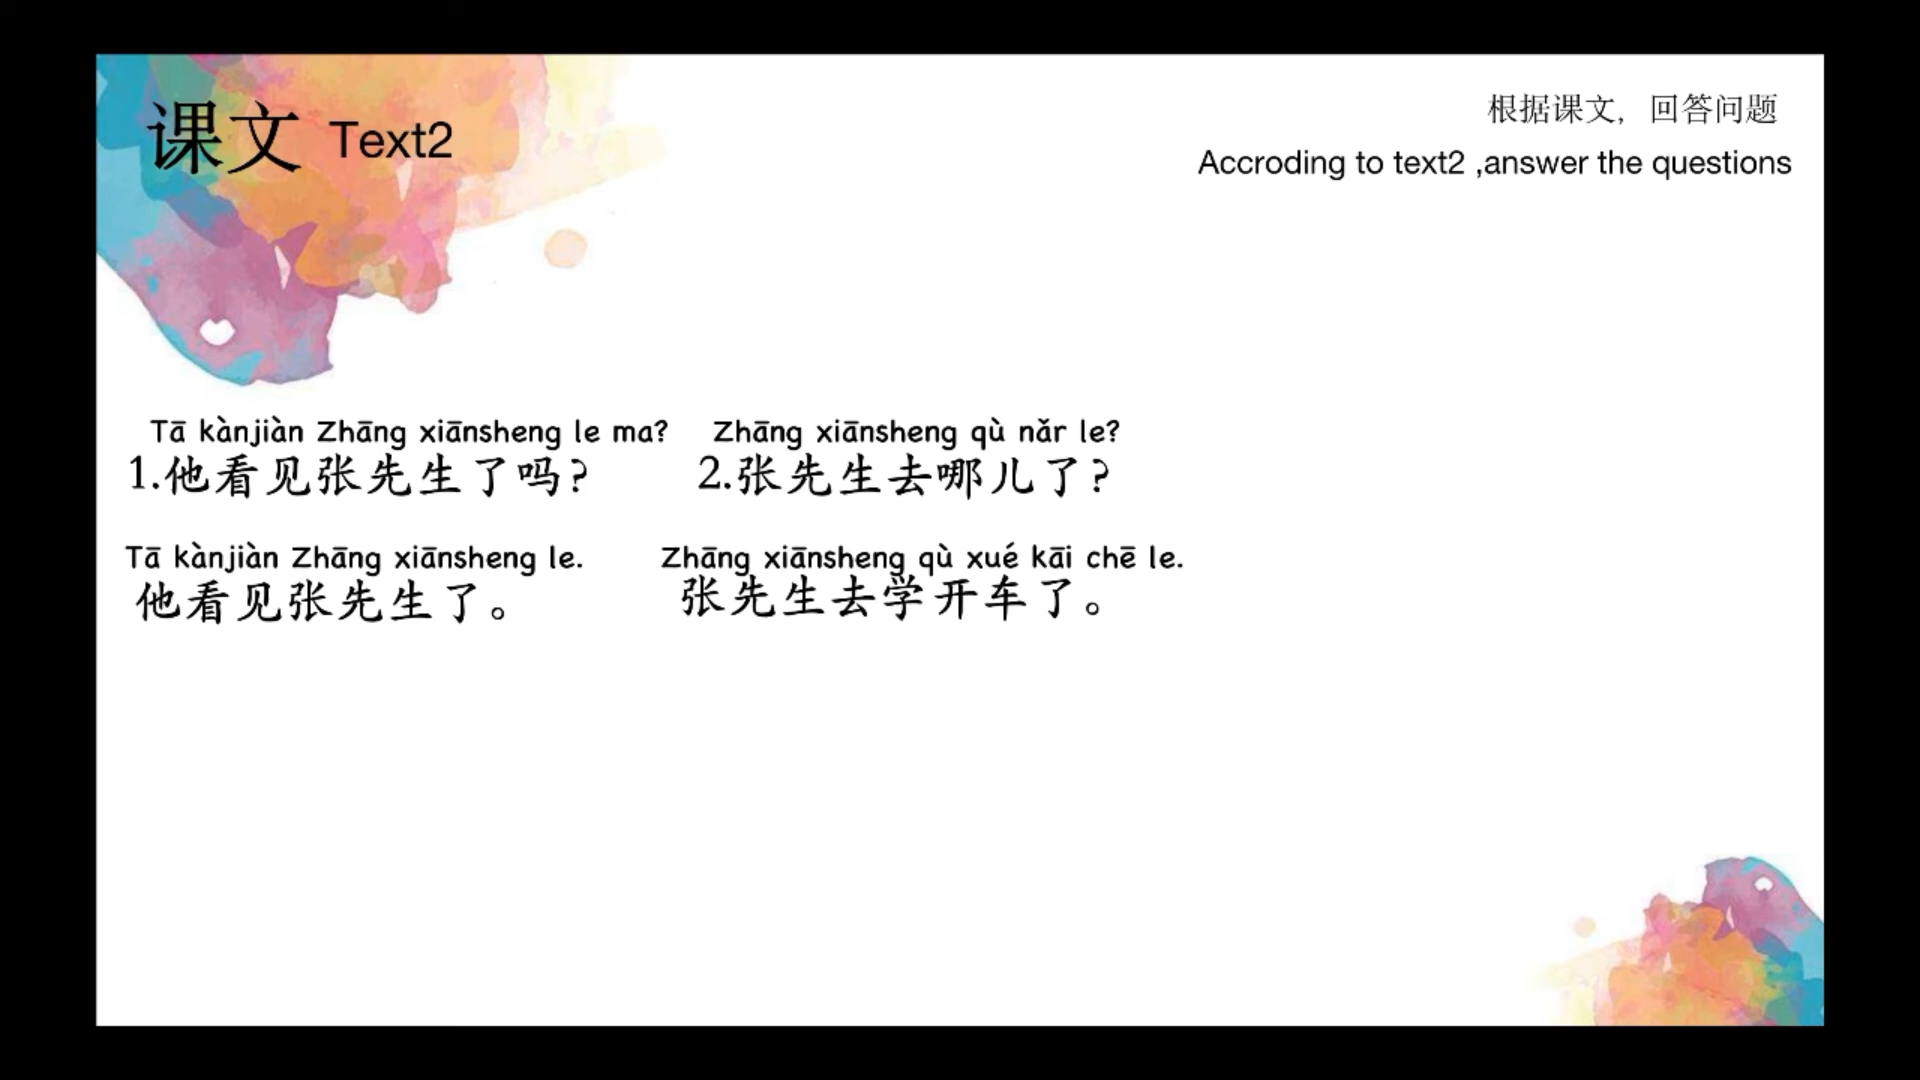 课文 Text2
根据课文，回答问题
Accroding to text2 ,answer the questions
Tā kànjiàn Zhāng xiānsheng le ma?
1.他看见张先生了吗?
Zhāng xiānsheng qù nǎr le?
2.张先生去哪儿了?
Tā kànjiàn Zhāng xiānsheng le.
他看见张先生了。
Zhāng xiānsheng qù xué kāi chē le.
张先生去学开车了。